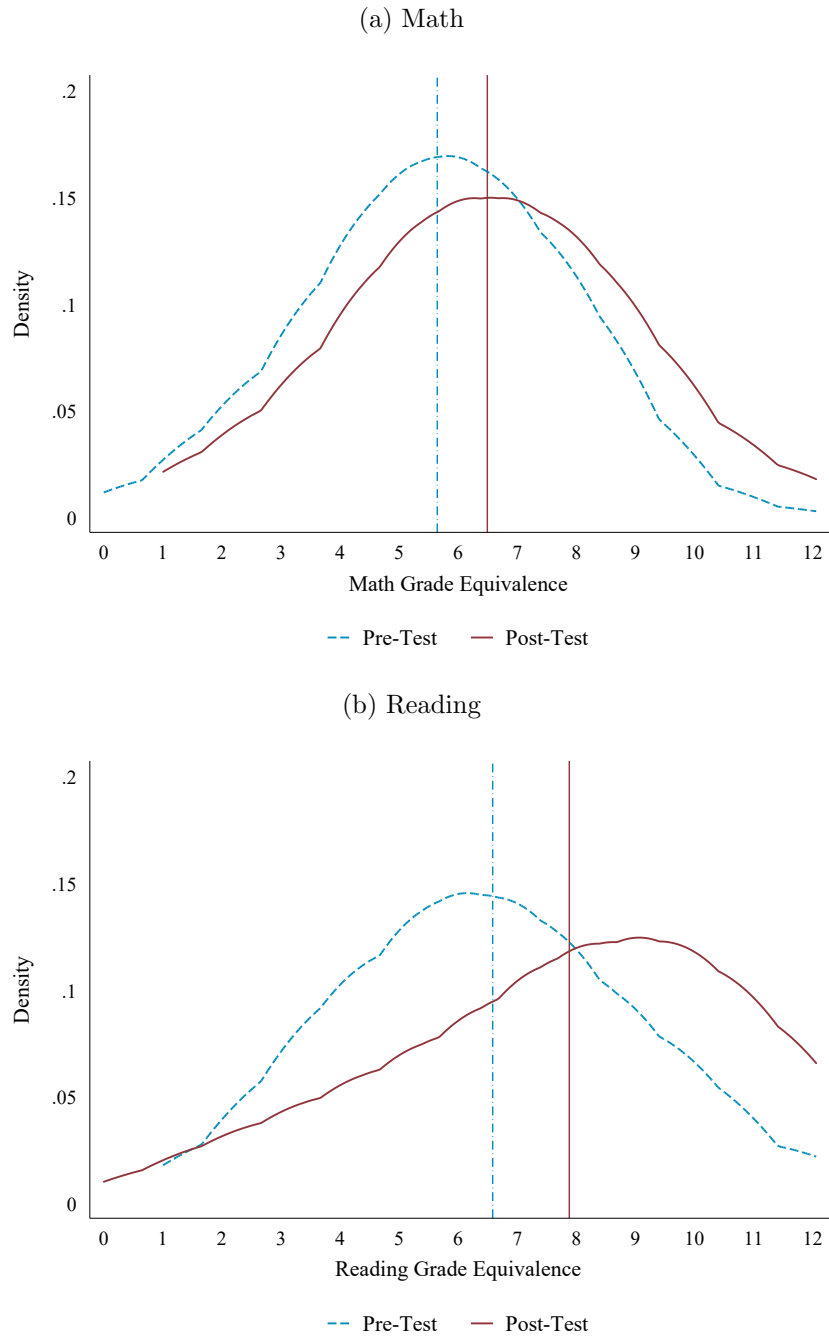 (a) Math
.2
.15
.1
.05
0
Density
0 1 2 3 4 5 6 7 8 9 10 11 12
Math Grade Equivalence
Pre-Test Post-Test
(b) Reading
.2
.15
.1
.05
0
Density
0 1 2 3 4 5 6 7 8 9 10 11 12
Reading Grade Equivalence
Pre-Test Post-Test